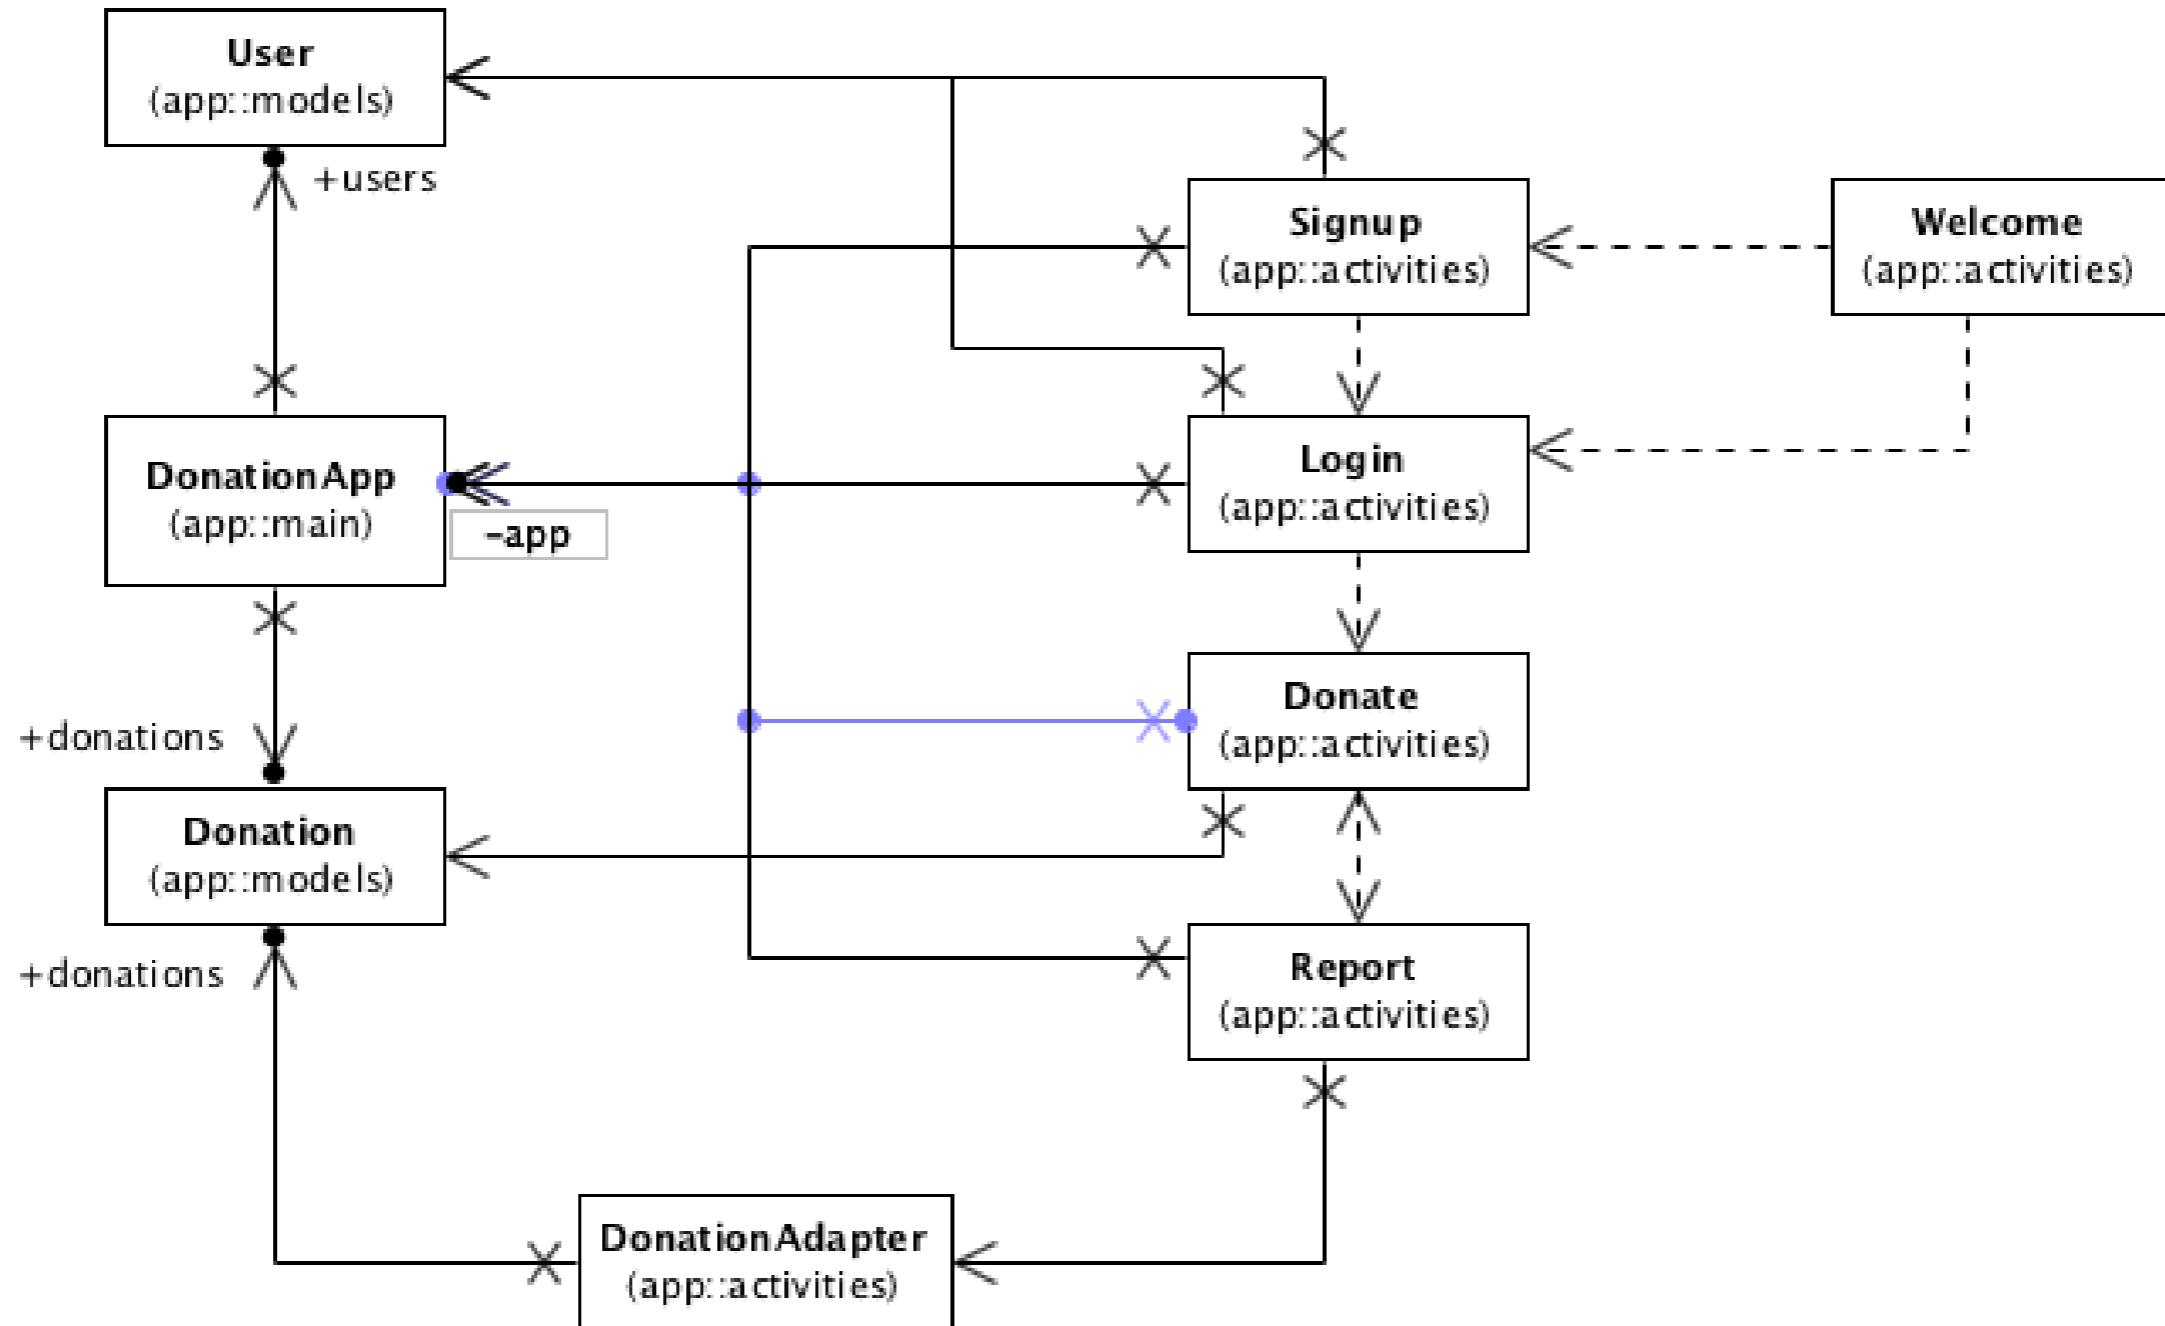 User
(app::models)
+users
Signup
(app::activities)
Welcome
(app::activities)
DonationApp
(app::main)
-app
Login
(app::activities)
Donate
(app::activities)
+donations
Donation
(app::models)
+donations
Report
(app::activities)
DonationAdapter
(app::activities)